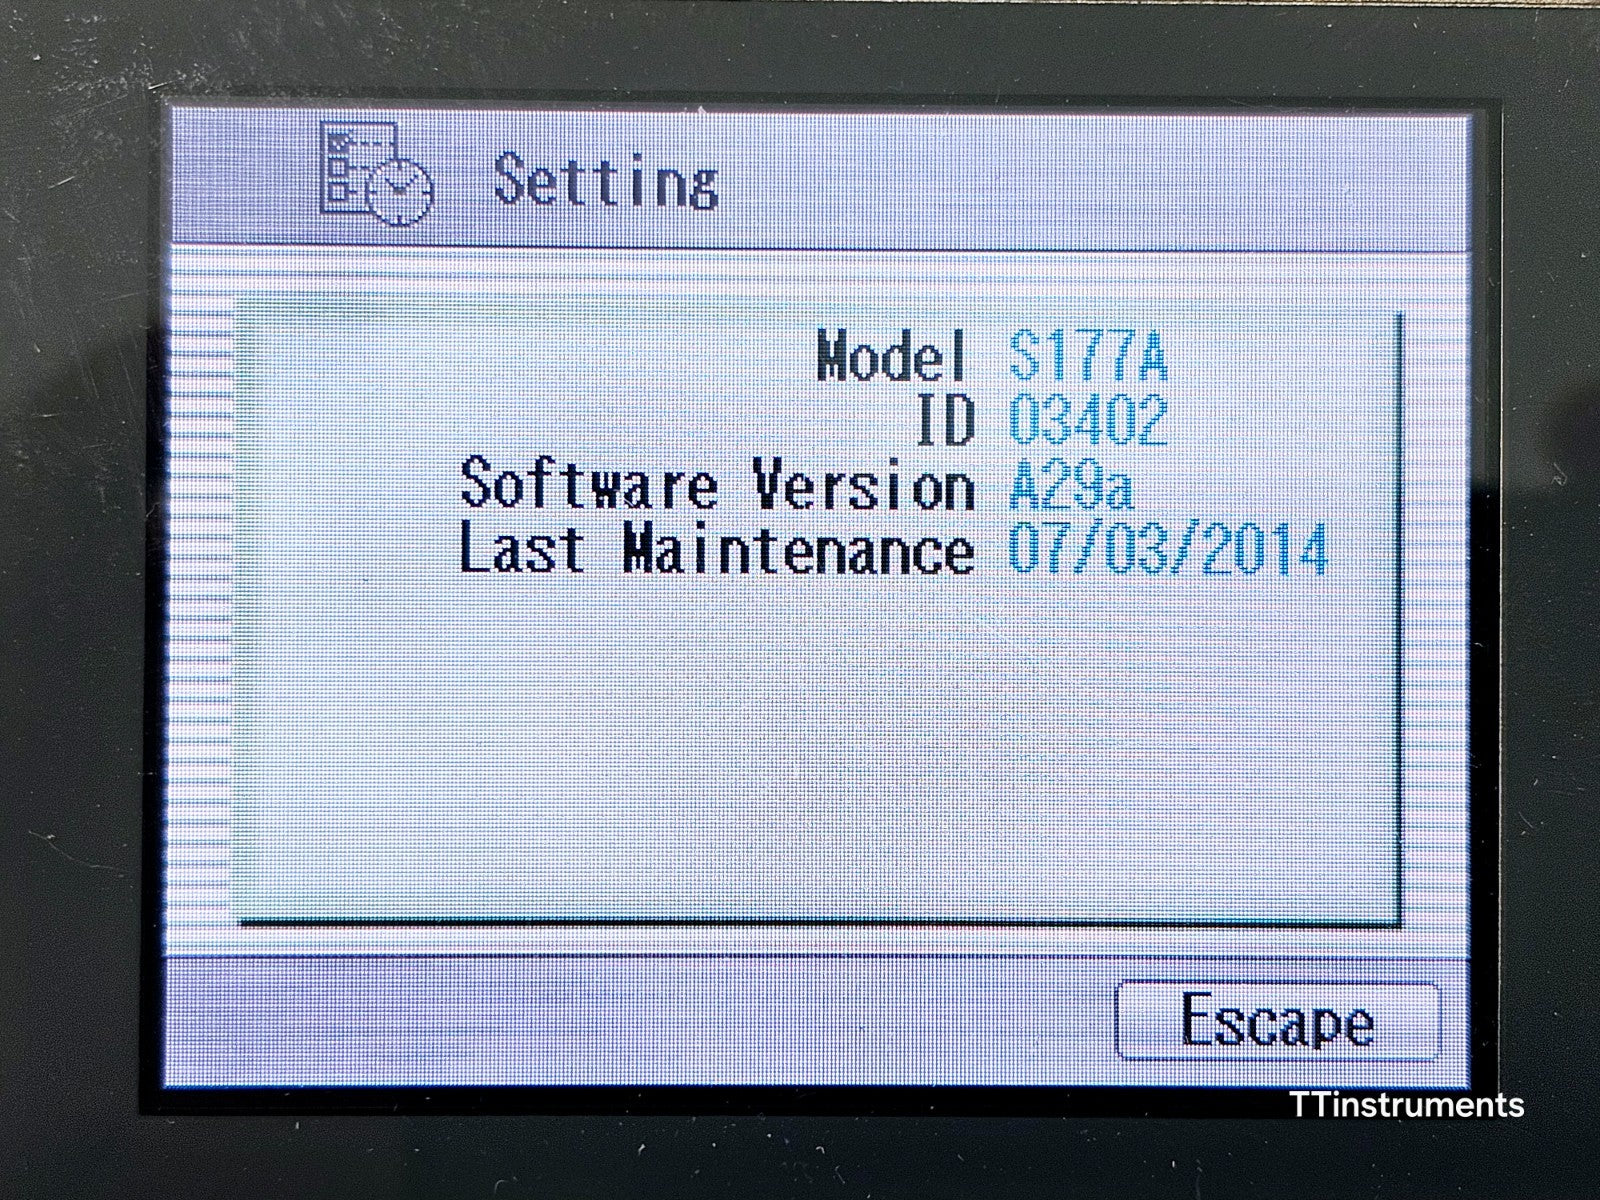 Setting
Model S177A
ID 03402
Software Version A29a
Last Maintenance 07/03/2014
Escape
TTinstruments